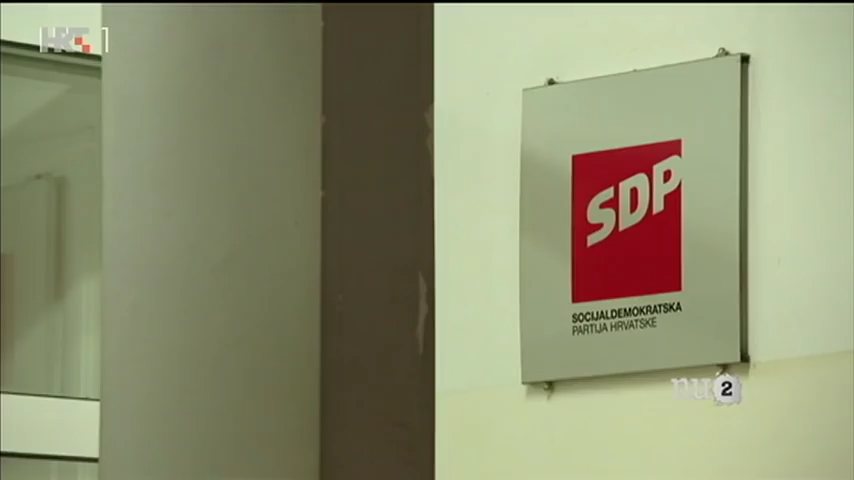 HRT 1
SDP
SOCIJALDEMOKRATSKA
PARTIJA HRVATSKE
nu2